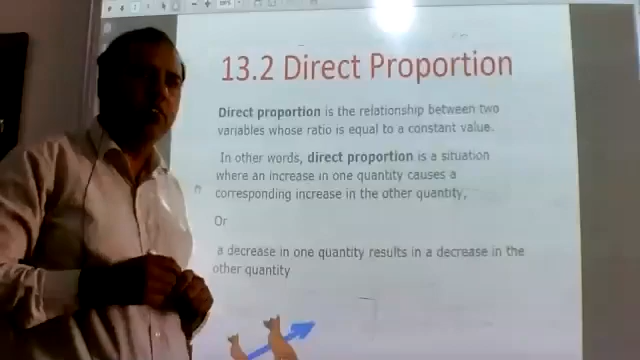 13.2 Direct Proportion
Direct proportion is the relationship between two
variables whose ratio is equal to a constant value.
In other words, direct proportion is a situation
where an increase in one quantity causes a
corresponding increase in the other quantity,
Or
a decrease in one quantity results in a decrease in the
other quantity